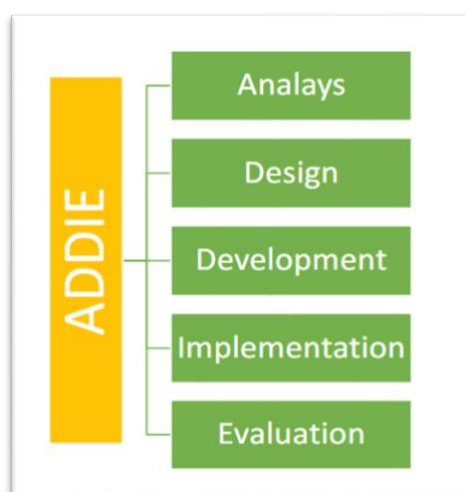 ADDIE
Analays
Design
Development
Implementation
Evaluation